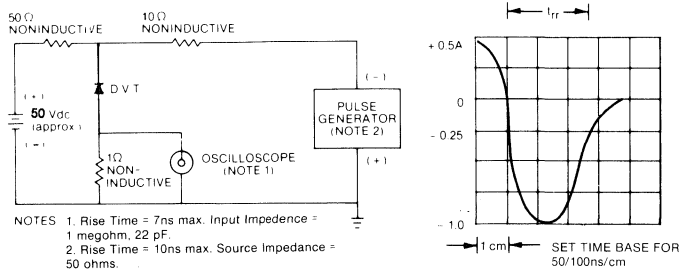 50Ω
NONINDUCTIVE
10Ω
NONINDUCTIVE
(+)
50 Vdc
(approx.)
(−)
D V T
1Ω
NON-
INDUCTIVE
OSCILLOSCOPE
(NOTE 1)
(−)
PULSE
GENERATOR
(NOTE 2)
(+)
NOTES 1. Rise Time = 7ns max. Input Impedence =
1 megohm, 22 pF.
2. Rise Time = 10ns max. Source Impedance =
50 ohms.
trr
+ 0.5A
0
- 0.25
- 1.0
1 cm
SET TIME BASE FOR
50/100ns/cm